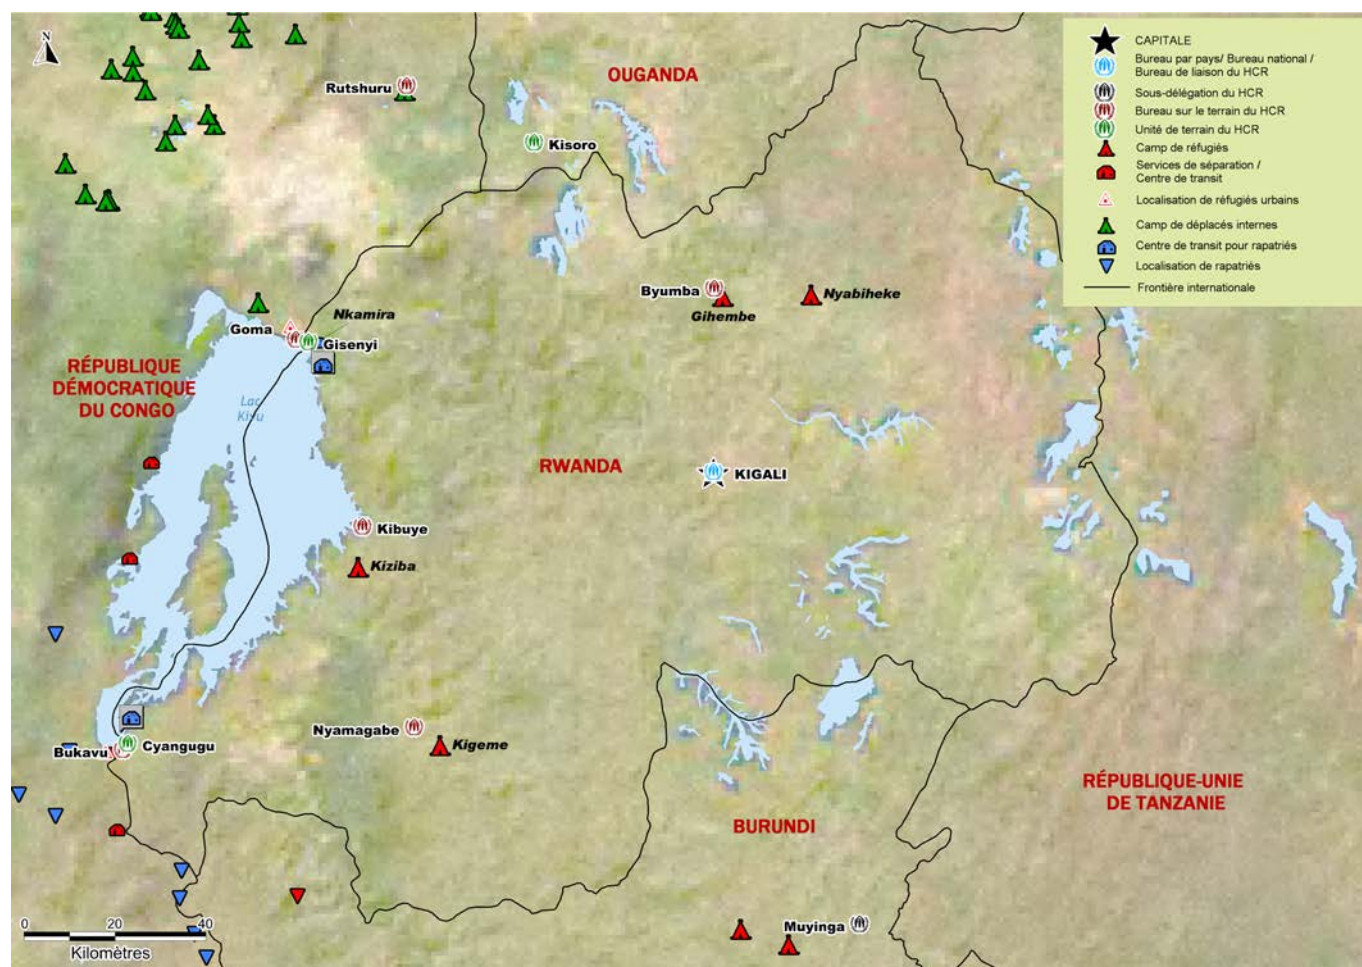 N
OUGANDA
Rutshuru
Kisoro
Byumba
Gihembe
Nyabiheke
Nkamira
Goma
Gisenyi
RÉPUBLIQUE
DÉMOCRATIQUE
DU CONGO
Lac
Kivu
RWANDA
KIGALI
Kibuye
Kiziba
Nyamagabe
Kigeme
Bukavu
Cyangugu
RÉPUBLIQUE-UNIE
DE TANZANIE
BURUNDI
Muyinga
0 20 40
Kilomètres
CAPITALE
Bureau par pays/ Bureau national /
Bureau de liaison du HCR
Sous-délégation du HCR
Bureau sur le terrain du HCR
Unité de terrain du HCR
Camp de réfugiés
Services de séparation /
Centre de transit
Localisation de réfugiés urbains
Camp de déplacés internes
Centre de transit pour rapatriés
Localisation de rapatriés
Frontière internationale